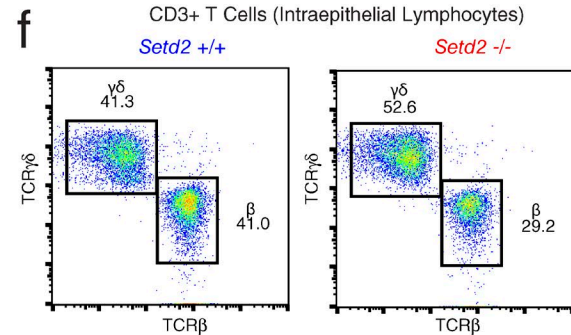 f
CD3+ T Cells (Intraepithelial Lymphocytes)
Setd2 +/+
Setd2 -/-
γδ
41.3
β
41.0
TCRγδ
TCRβ
γδ
52.6
β
29.2
TCRγδ
TCRβ